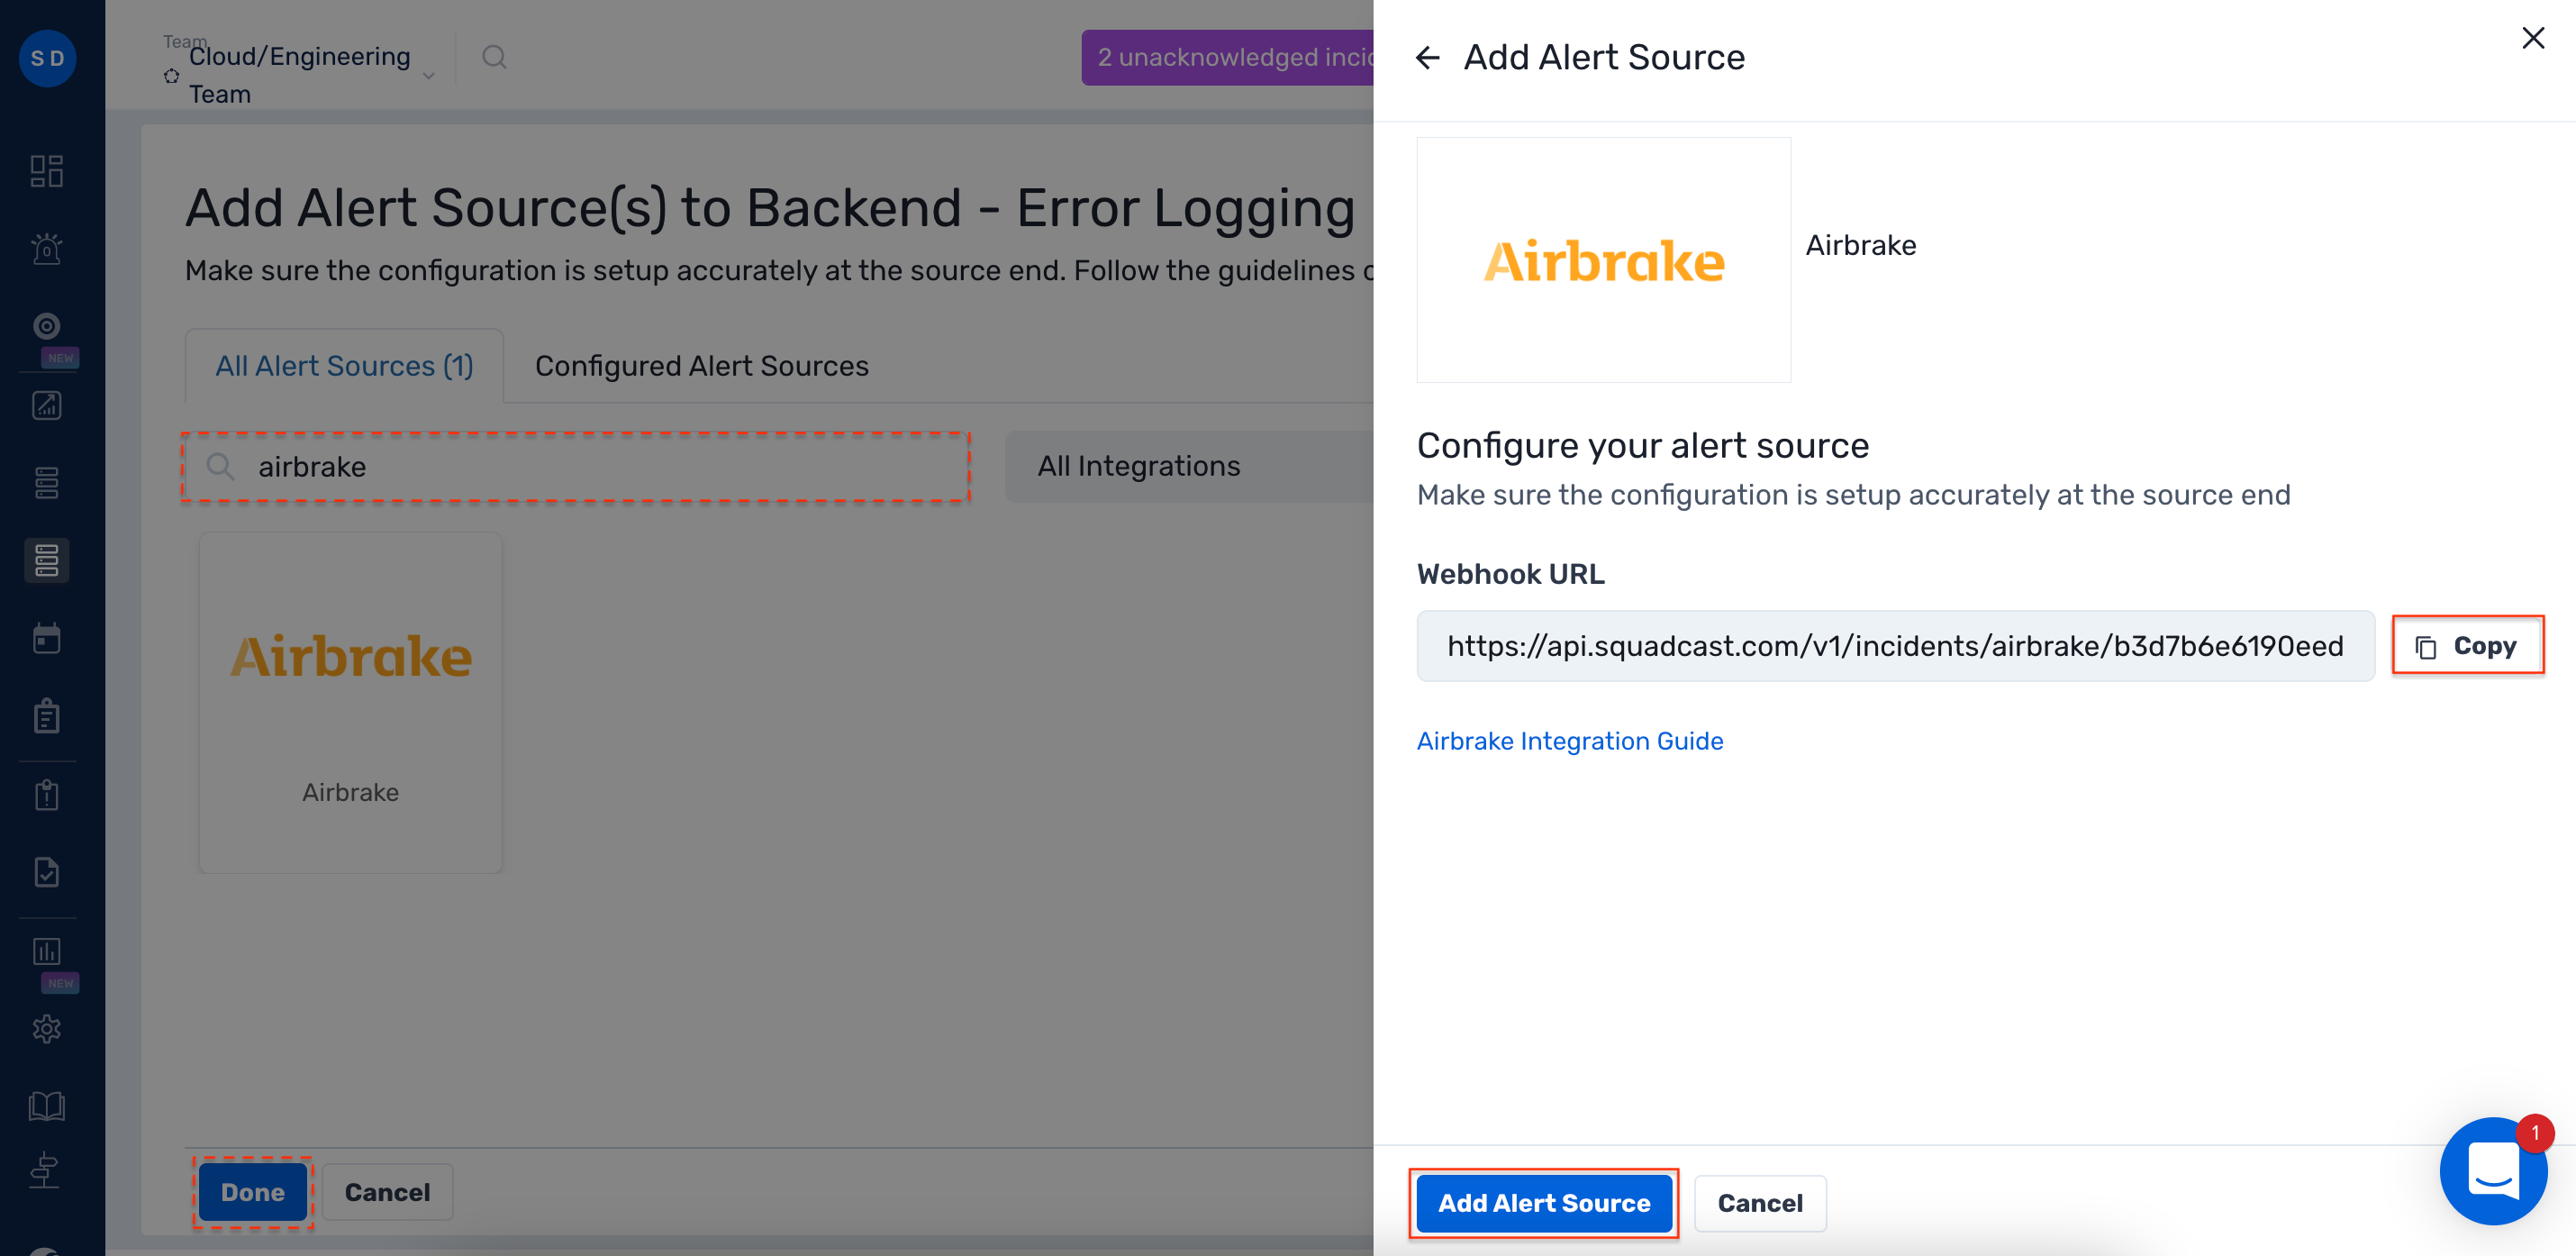 S D
Team
Cloud/Engineering
Team
2 unacknowledged inci
NEW
Add Alert Source(s) to Backend - Error Logging
Make sure the configuration is setup accurately at the source end. Follow the guidelines
All Alert Sources (1)
Configured Alert Sources
airbrake
All Integrations
Airbrake
Airbrake
NEW
Done
Cancel
Add Alert Source
Airbrake
Airbrake
Configure your alert source
Make sure the configuration is setup accurately at the source end
Webhook URL
https://api.squadcast.com/v1/incidents/airbrake/b3d7b6e6190eed
Copy
Airbrake Integration Guide
Add Alert Source
Cancel
1